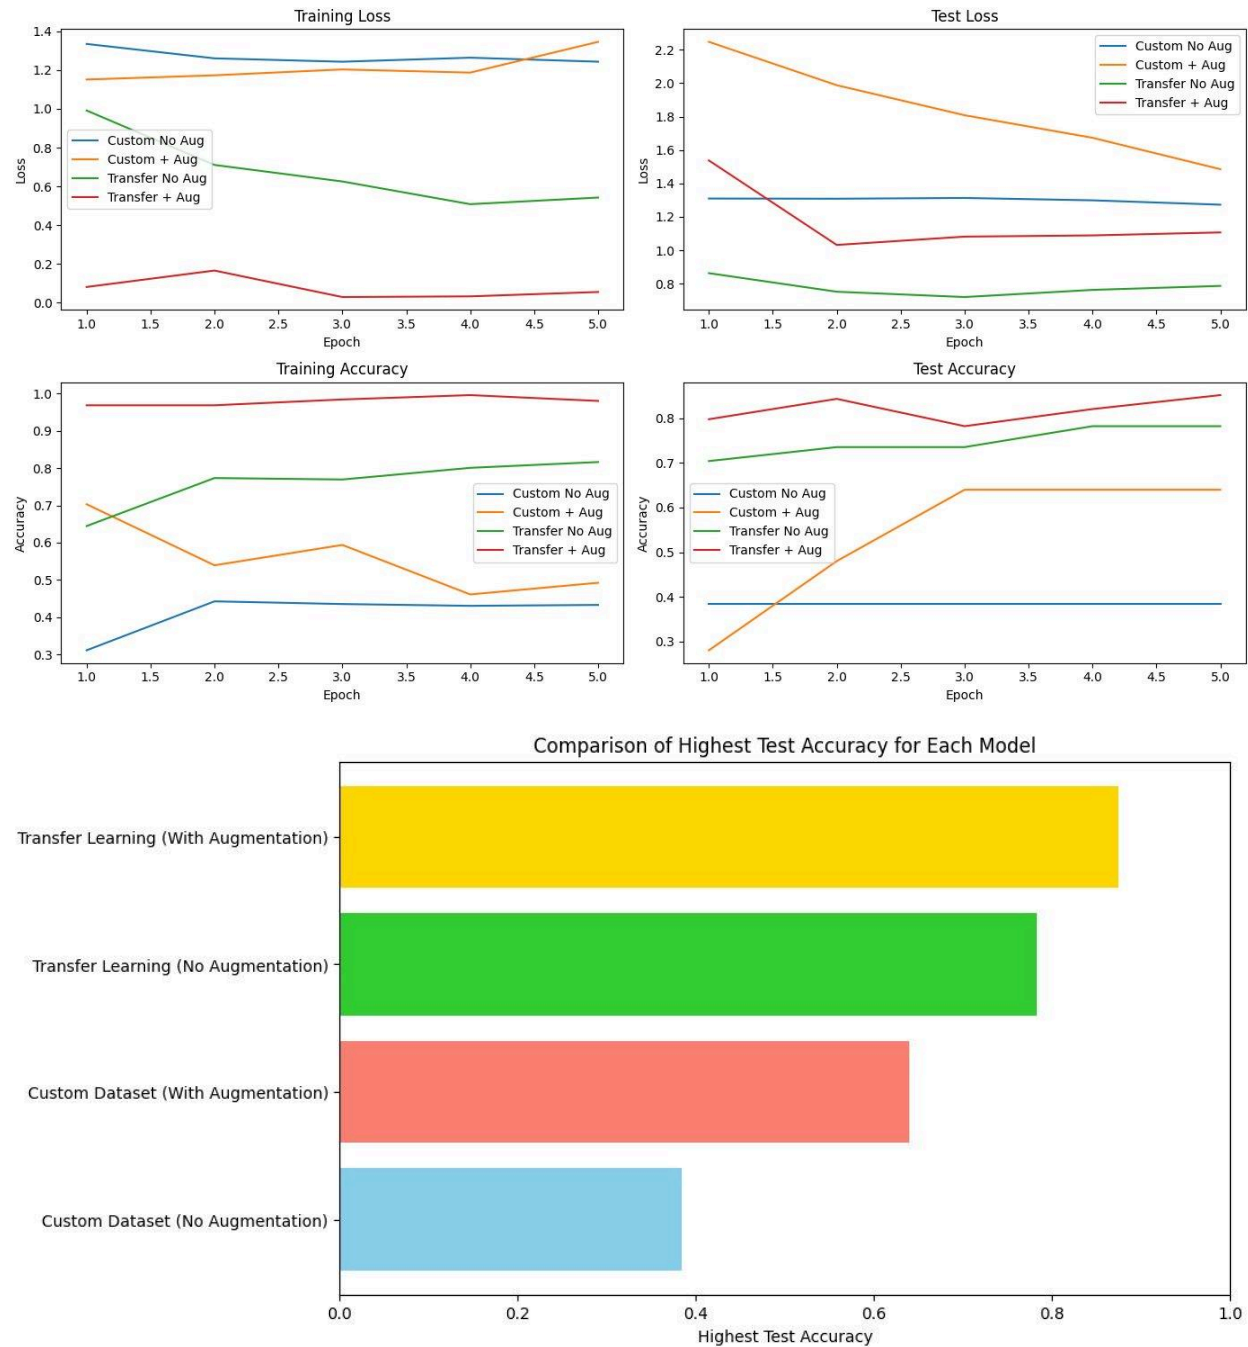 Training Loss
Loss
1.4
1.2
1.0
0.8
0.6
0.4
0.2
0.0
Custom No Aug
Custom + Aug
Transfer No Aug
Transfer + Aug
1.0 1.5 2.0 2.5 3.0 3.5 4.0 4.5 5.0
Epoch
Test Loss
Loss
2.2
2.0
1.8
1.6
1.4
1.2
1.0
0.8
Custom No Aug
Custom + Aug
Transfer No Aug
Transfer + Aug
1.0 1.5 2.0 2.5 3.0 3.5 4.0 4.5 5.0
Epoch
Training Accuracy
Accuracy
1.0
0.9
0.8
0.7
0.6
0.5
0.4
0.3
Custom No Aug
Custom + Aug
Transfer No Aug
Transfer + Aug
1.0 1.5 2.0 2.5 3.0 3.5 4.0 4.5 5.0
Epoch
Test Accuracy
Accuracy
0.8
0.7
0.6
0.5
0.4
0.3
Custom No Aug
Custom + Aug
Transfer No Aug
Transfer + Aug
1.0 1.5 2.0 2.5 3.0 3.5 4.0 4.5 5.0
Epoch
Comparison of Highest Test Accuracy for Each Model
Transfer Learning (With Augmentation)
Transfer Learning (No Augmentation)
Custom Dataset (With Augmentation)
Custom Dataset (No Augmentation)
0.0 0.2 0.4 0.6 0.8 1.0
Highest Test Accuracy